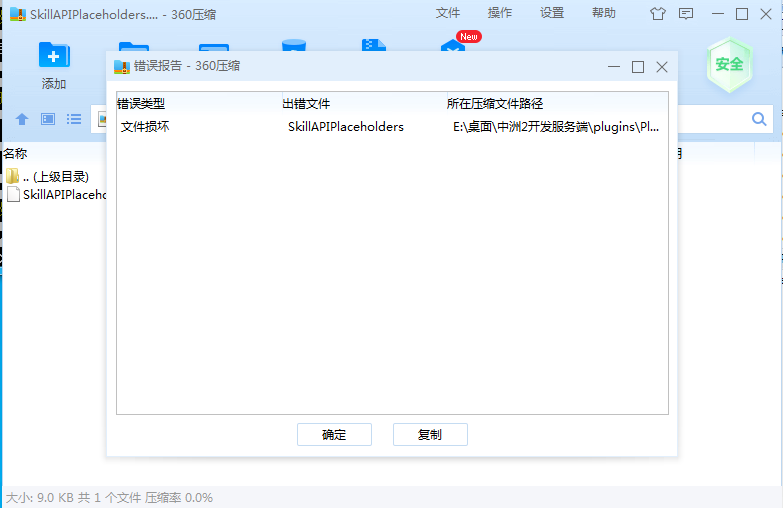 SkillAPIPlaceholders.... - 360压缩
文件 操作 设置 帮助
New
添加
安全
错误报告 - 360压缩
错误类型 出错文件 所在压缩文件路径
文件损坏 SkillAPIPlaceholders E:\桌面\中洲2开发服务端\plugins\Pl...
名称
.. (上级目录)
SkillAPIPlaceho
确定 复制
大小: 9.0 KB 共 1 个文件 压缩率 0.0%